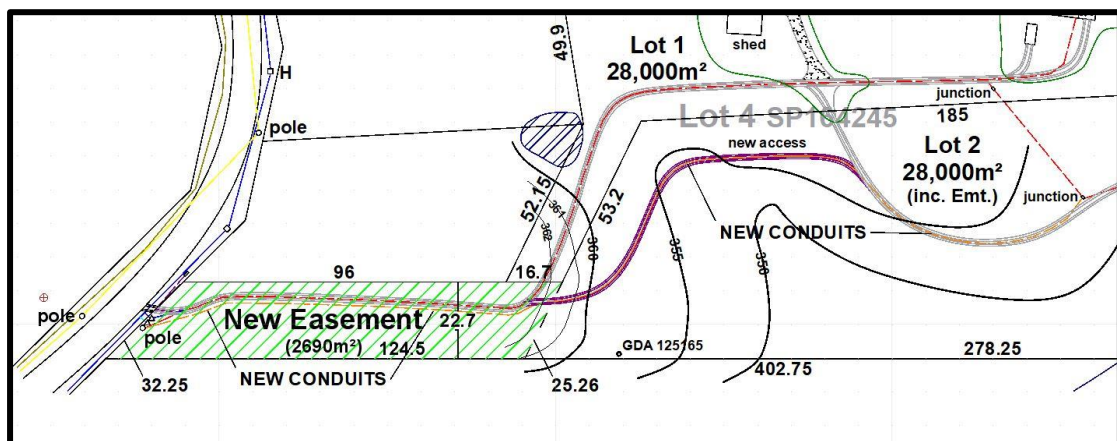 49.9
Lot 1
28,000m²
shed
H
pole
junction
Lot 4 SP164245
185
new access
Lot 2
28,000m²
(inc. Emt.)
junction
52.15
53.2
361
362
360
355
350
NEW CONDUITS
96
16.7
pole
pole
New Easement
22.7
(2690m²)
124.5
GDA 125165
278.25
32.25
NEW CONDUITS
25.26
402.75